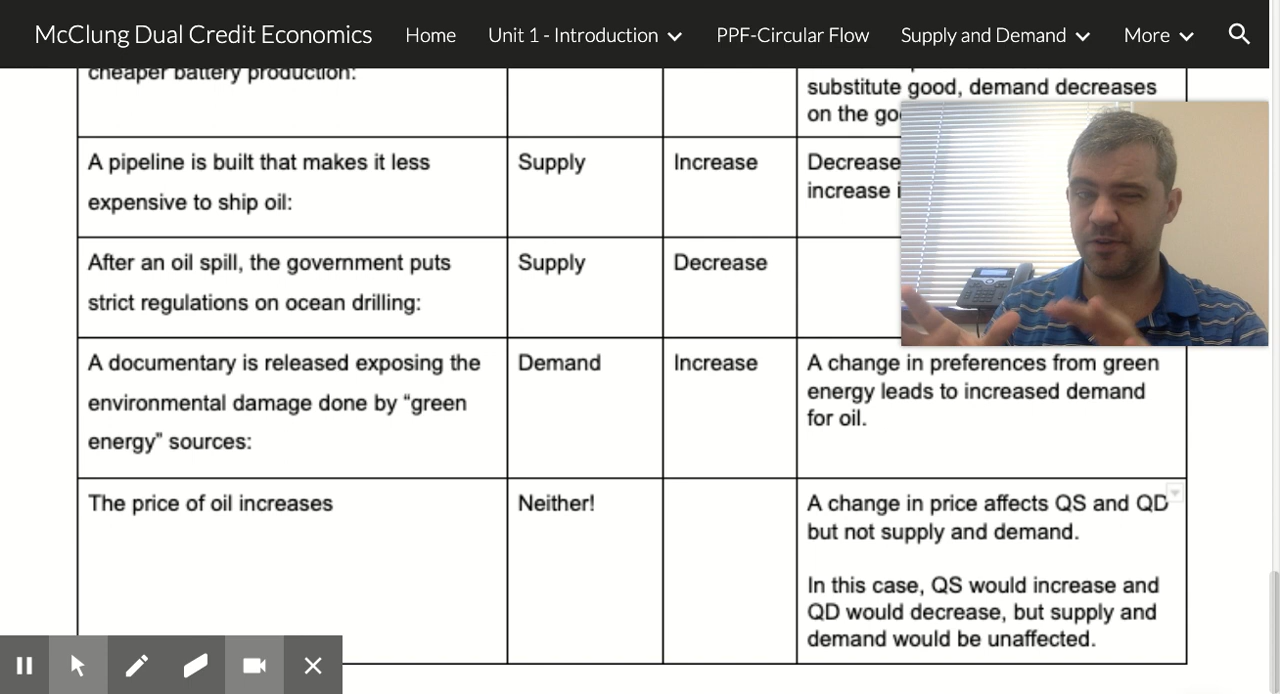 McClung Dual Credit Economics Home Unit 1 - Introduction PPF-Circular Flow Supply and Demand More
cheaper battery production:
substitute good, demand decreases
on the
A pipeline is built that makes it less
expensive to ship oil:
Supply
Increase
Decrease
increase
After an oil spill, the government puts
strict regulations on ocean drilling:
Supply
Decrease
A documentary is released exposing the
environmental damage done by “green
energy” sources:
Demand
Increase
A change in preferences from green
energy leads to increased demand
for oil.
The price of oil increases
Neither!
A change in price affects QS and QD
but not supply and demand.
In this case, QS would increase and
QD would decrease, but supply and
demand would be unaffected.